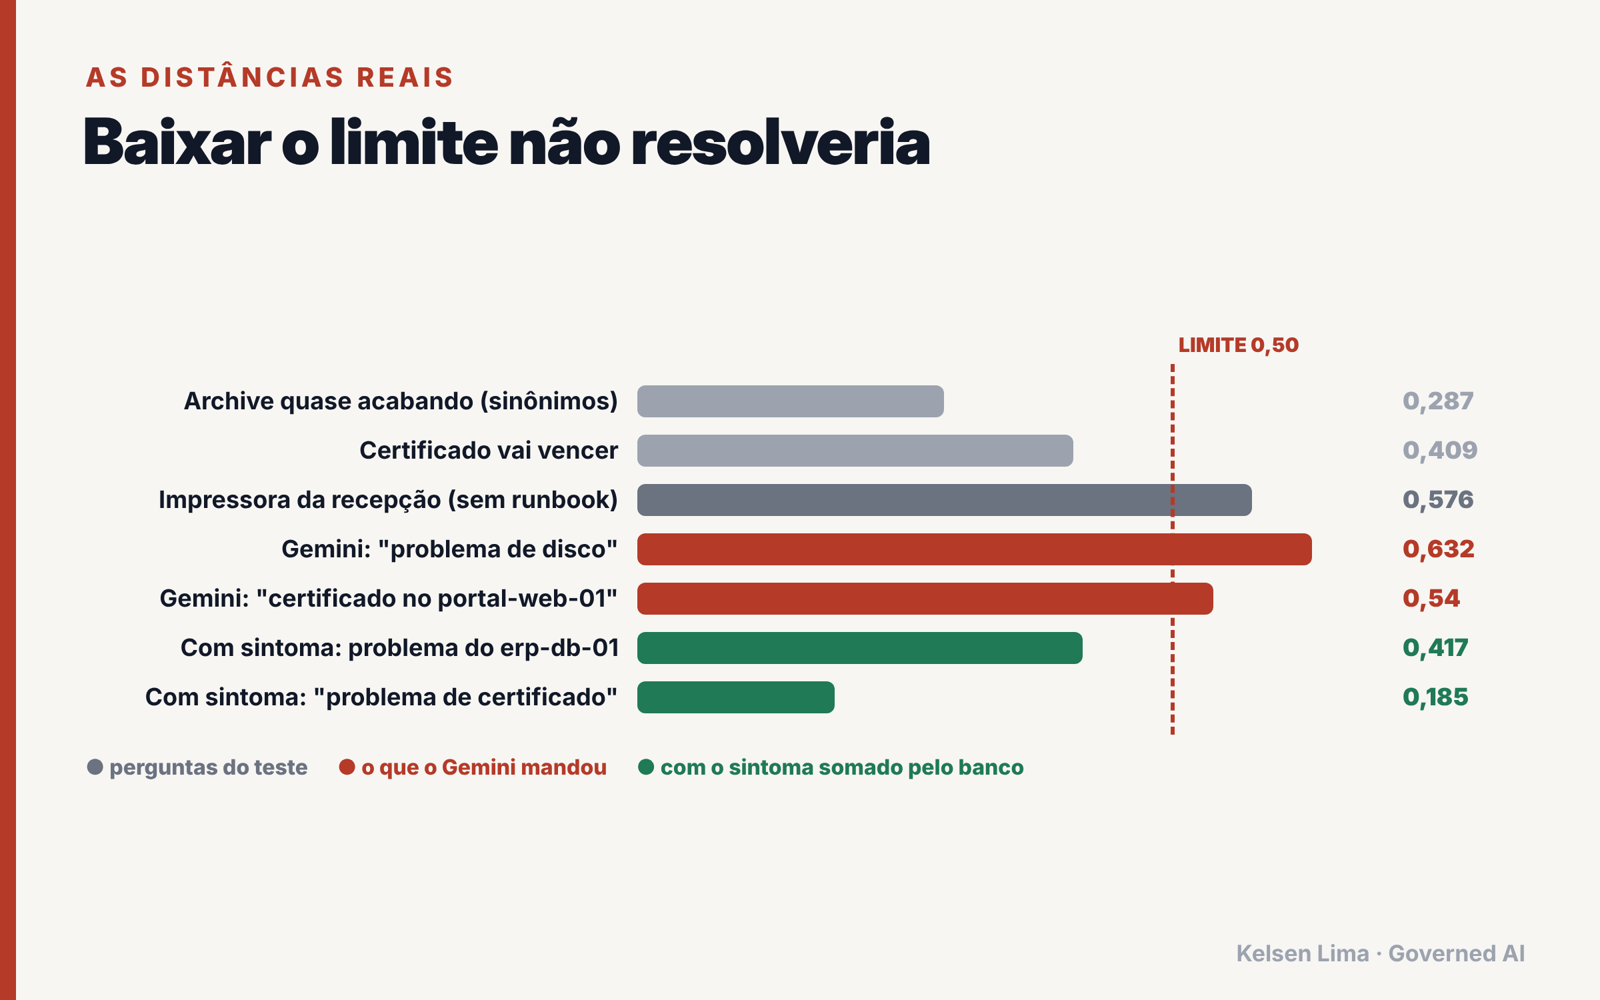 AS DISTÂNCIAS REAIS
Baixar o limite não resolveria
LIMITE 0,50
Archive quase acabando (sinônimos) 0,287
Certificado vai vencer 0,409
Impressora da recepção (sem runbook) 0,576
Gemini: "problema de disco" 0,632
Gemini: "certificado no portal-web-01" 0,54
Com sintoma: problema do erp-db-01 0,417
Com sintoma: "problema de certificado" 0,185
perguntas do teste o que o Gemini mandou com o sintoma somado pelo banco
Kelsen Lima · Governed AI